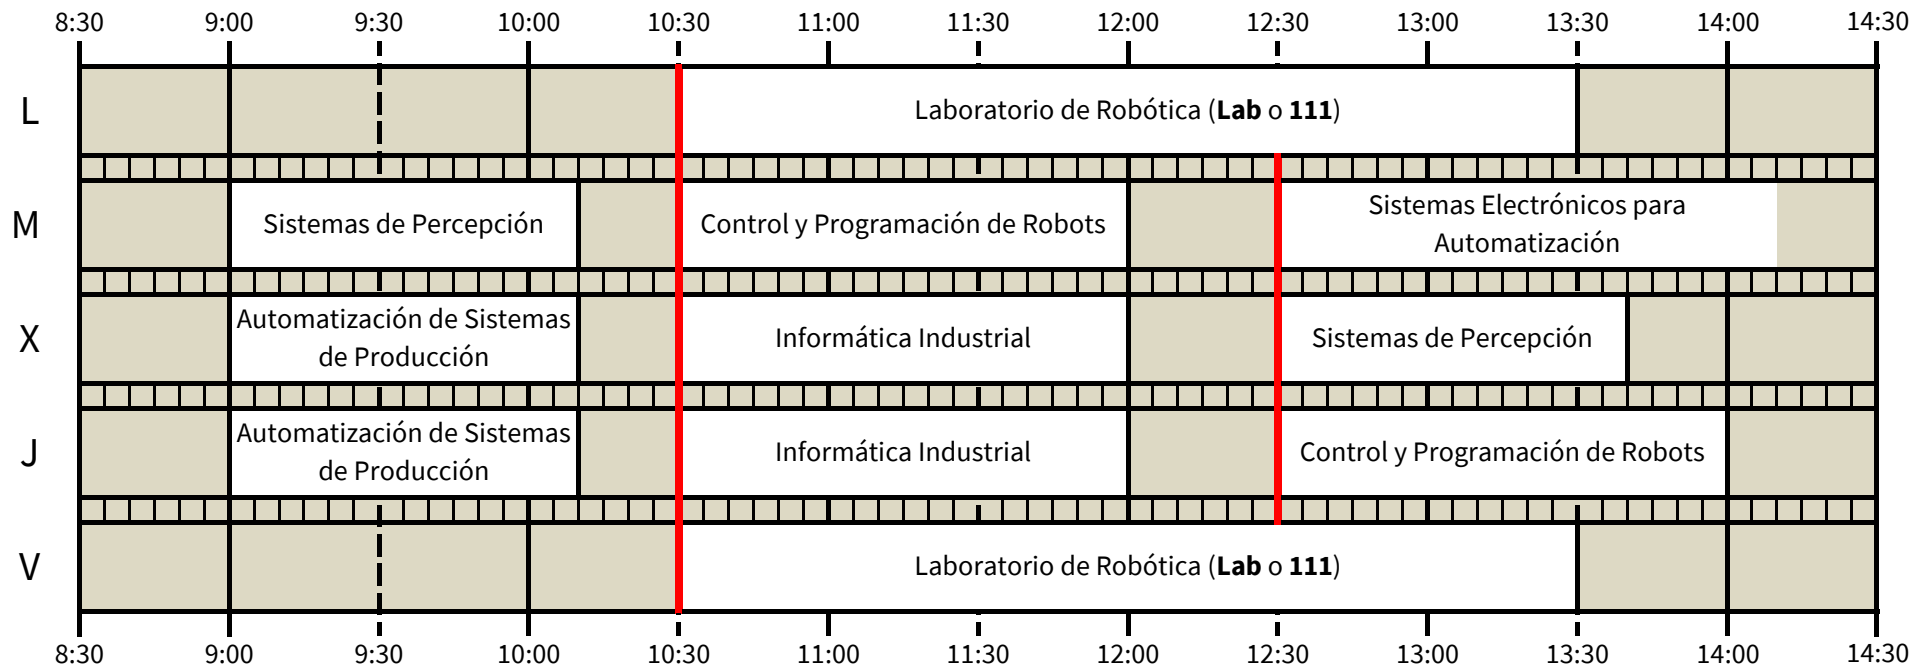 8:30 9:00 9:30 10:00 10:30 11:00 11:30 12:00 12:30 13:00 13:30 14:00 14:30
L Laboratorio de Robótica (Lab o 111)
M Sistemas de Percepción Control y Programación de Robots Sistemas Electrónicos para
Automatización
X Automatización de Sistemas
de Producción Informática Industrial Sistemas de Percepción
J Automatización de Sistemas
de Producción Informática Industrial Control y Programación de Robots
V Laboratorio de Robótica (Lab o 111)
8:30 9:00 9:30 10:00 10:30 11:00 11:30 12:00 12:30 13:00 13:30 14:00 14:30